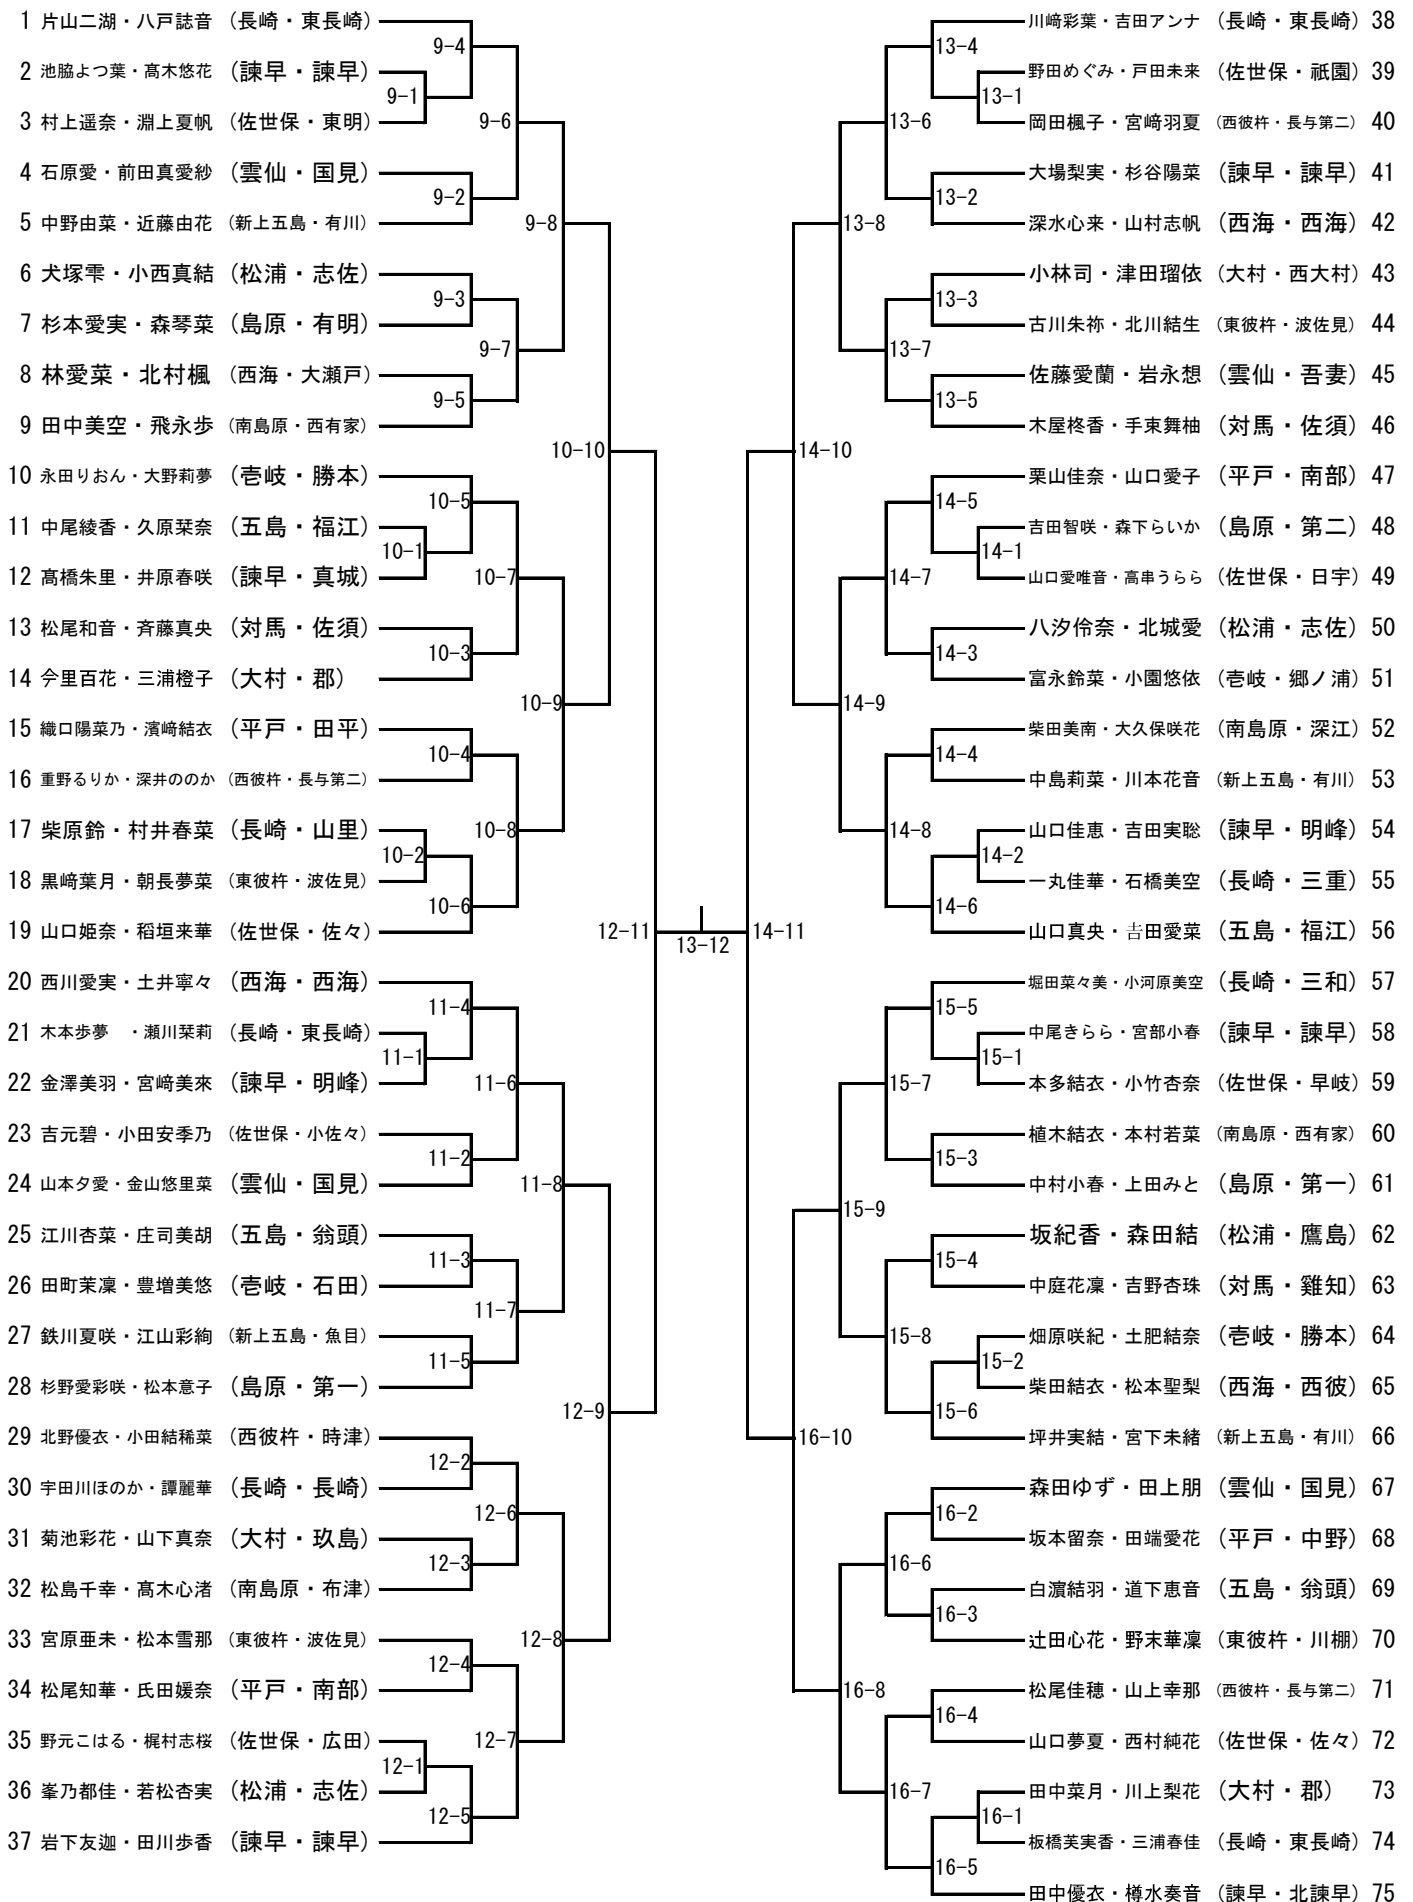 1 片山二湖・八戸誌音 （長崎・東長崎）
9-4
2 池脇よつ葉・髙木悠花 （諫早・諫早）
9-1
3 村上遥奈・淵上夏帆 （佐世保・東明）
9-6
4 石原愛・前田真愛紗 （雲仙・国見）
9-2
5 中野由菜・近藤由花 （新上五島・有川）
9-8
6 犬塚雫・小西真結 （松浦・志佐）
9-3
7 杉本愛実・森琴菜 （島原・有明）
9-7
8 林愛菜・北村楓 （西海・大瀬戸）
9-5
9 田中美空・飛永歩 （南島原・西有家）
10-10
10 永田りおん・大野莉夢 （壱岐・勝本）
10-5
11 中尾綾香・久原栞奈 （五島・福江）
10-1
12 髙橋朱里・井原春咲 （諫早・真城）
10-7
13 松尾和音・斉藤真央 （対馬・佐須）
10-3
14 今里百花・三浦橙子 （大村・郡）
10-9
15 織口陽菜乃・濱﨑結衣 （平戸・田平）
10-4
16 重野るりか・深井ののか （西彼杵・長与第二）
17 柴原鈴・村井春菜 （長崎・山里）
10-8
10-2
18 黒﨑葉月・朝長夢菜 （東彼杵・波佐見）
10-6
19 山口姫奈・稲垣来華 （佐世保・佐々）
12-11
20 西川愛実・土井寧々 （西海・西海）
11-4
21 木本歩夢　・瀬川栞莉 （長崎・東長崎）
11-1
22 金澤美羽・宮﨑美來 （諫早・明峰）
11-6
23 吉元碧・小田安季乃 （佐世保・小佐々）
11-2
24 山本夕愛・金山悠里菜 （雲仙・国見）
11-8
25 江川杏菜・庄司美胡 （五島・翁頭）
11-3
26 田町茉凜・豊増美悠 （壱岐・石田）
11-7
27 鉄川夏咲・江山彩絢 （新上五島・魚目）
11-5
28 杉野愛彩咲・松本意子 （島原・第一）
12-9
29 北野優衣・小田結稀菜 （西彼杵・時津）
12-2
30 宇田川ほのか・譚麗華 （長崎・長崎）
12-6
31 菊池彩花・山下真奈 （大村・玖島）
12-3
32 松島千幸・髙木心渚 （南島原・布津）
33 宮原亜未・松本雪那 （東彼杵・波佐見）
12-8
12-4
34 松尾知華・氏田媛奈 （平戸・南部）
35 野元こはる・梶村志桜 （佐世保・広田）
12-7
12-1
36 峯乃都佳・若松杏実 （松浦・志佐）
12-5
37 岩下友迦・田川歩香 （諫早・諫早）
13-12
川﨑彩葉・吉田アンナ （長崎・東長崎） 38
13-4
野田めぐみ・戸田未来 （佐世保・祇園） 39
13-1
岡田楓子・宮﨑羽夏 （西彼杵・長与第二） 40
13-6
大場梨実・杉谷陽菜 （諫早・諫早） 41
13-2
深水心来・山村志帆 （西海・西海） 42
13-8
小林司・津田瑠依 （大村・西大村） 43
13-3
古川朱祢・北川結生 （東彼杵・波佐見） 44
13-7
佐藤愛蘭・岩永想 （雲仙・吾妻） 45
13-5
木屋柊香・手束舞柚 （対馬・佐須） 46
14-10
栗山佳奈・山口愛子 （平戸・南部） 47
14-5
吉田智咲・森下らいか （島原・第二） 48
14-1
山口愛唯音・高串うらら （佐世保・日宇） 49
14-7
八汐伶奈・北城愛 （松浦・志佐） 50
14-3
富永鈴菜・小園悠依 （壱岐・郷ノ浦） 51
14-9
柴田美南・大久保咲花 （南島原・深江） 52
14-4
中島莉菜・川本花音 （新上五島・有川） 53
山口佳恵・吉田実聡 （諫早・明峰） 54
14-8
14-2
一丸佳華・石橋美空 （長崎・三重） 55
14-6
山口真央・𠮷田愛菜 （五島・福江） 56
14-11
堀田菜々美・小河原美空 （長崎・三和） 57
15-5
中尾きらら・宮部小春 （諫早・諫早） 58
15-1
本多結衣・小竹杏奈 （佐世保・早岐） 59
15-7
植木結衣・本村若菜 （南島原・西有家） 60
15-3
中村小春・上田みと （島原・第一） 61
15-9
坂紀香・森田結 （松浦・鷹島） 62
15-4
中庭花凜・吉野杏珠 （対馬・雞知） 63
畑原咲紀・土肥結奈 （壱岐・勝本） 64
15-8
15-2
柴田結衣・松本聖梨 （西海・西彼） 65
15-6
坪井実結・宮下未緒 （新上五島・有川） 66
16-10
森田ゆず・田上朋 （雲仙・国見） 67
16-2
坂本留奈・田端愛花 （平戸・中野） 68
16-6
白濵結羽・道下恵音 （五島・翁頭） 69
16-3
辻田心花・野末華凜 （東彼杵・川棚） 70
16-8
松尾佳穂・山上幸那 （西彼杵・長与第二） 71
16-4
山口夢夏・西村純花 （佐世保・佐々） 72
16-7
田中菜月・川上梨花 （大村・郡） 73
16-1
板橋芙実香・三浦春佳 （長崎・東長崎） 74
16-5
田中優衣・樽水奏音 （諫早・北諫早） 75